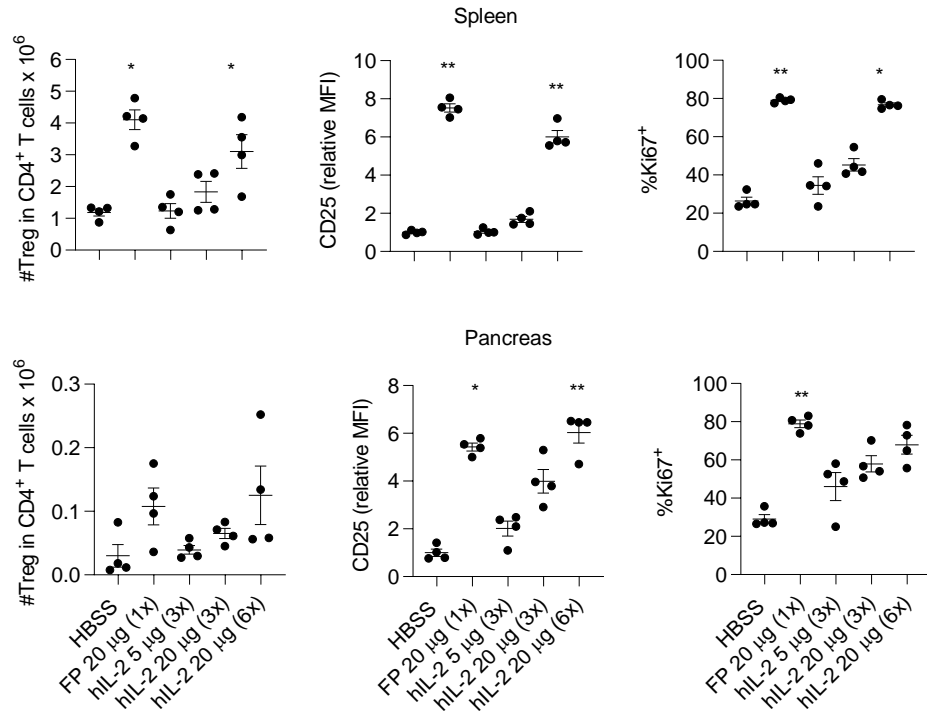 Spleen
#Treg in CD4⁺ T cells x 10⁶
6
5
4
3
2
1
0
* *
CD25 (relative MFI)
10
8
6
4
2
0
** **
%Ki67⁺
100
80
60
40
20
0
** *
Pancreas
#Treg in CD4⁺ T cells x 10⁶
0.3
0.2
0.1
0.0
HBSS
FP 20 μg (1x)
hIL-2 5 μg (3x)
hIL-2 20 μg (3x)
hIL-2 20 μg (6x)
CD25 (relative MFI)
8
6
4
2
0
* **
HBSS
FP 20 μg (1x)
hIL-2 5 μg (3x)
hIL-2 20 μg (3x)
hIL-2 20 μg (6x)
%Ki67⁺
100
80
60
40
20
0
**
HBSS
FP 20 μg (1x)
hIL-2 5 μg (3x)
hIL-2 20 μg (3x)
hIL-2 20 μg (6x)